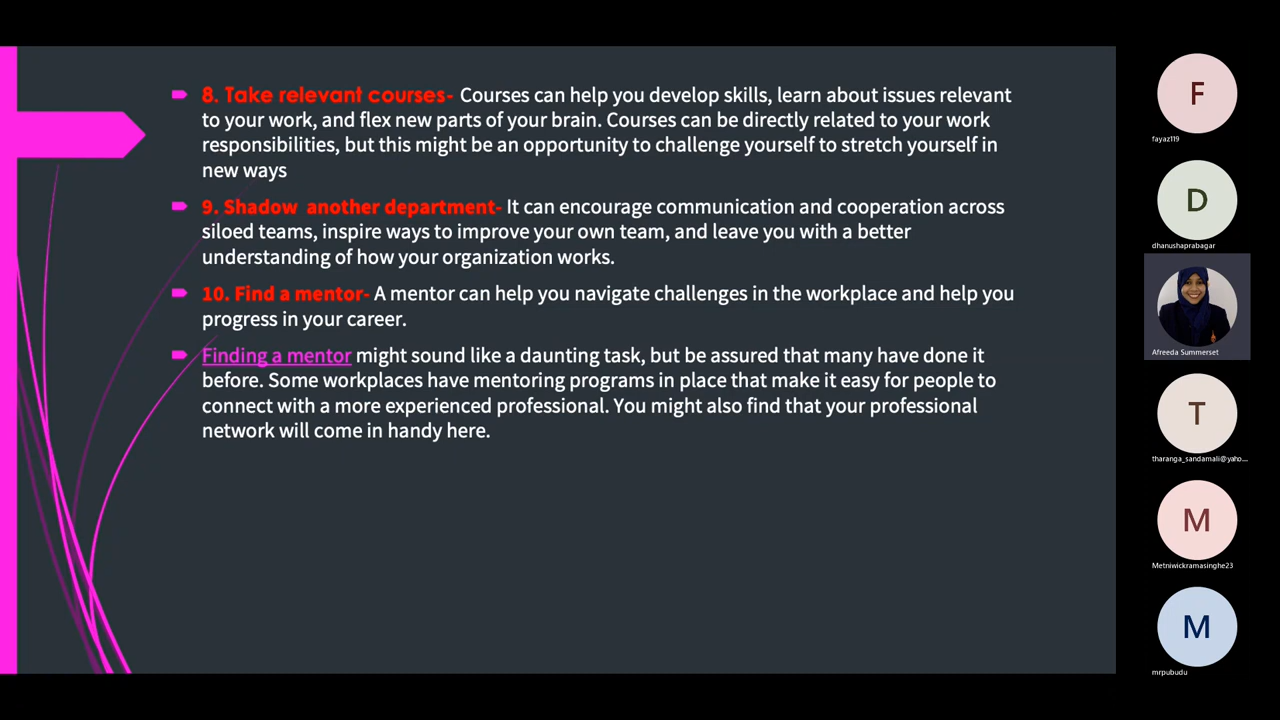 8. Take relevant courses- Courses can help you develop skills, learn about issues relevant
to your work, and flex new parts of your brain. Courses can be directly related to your work
responsibilities, but this might be an opportunity to challenge yourself to stretch yourself in
new ways
9. Shadow another department- It can encourage communication and cooperation across
siloed teams, inspire ways to improve your own team, and leave you with a better
understanding of how your organization works.
10. Find a mentor- A mentor can help you navigate challenges in the workplace and help you
progress in your career.
Finding a mentor might sound like a daunting task, but be assured that many have done it
before. Some workplaces have mentoring programs in place that make it easy for people to
connect with a more experienced professional. You might also find that your professional
network will come in handy here.
F
fayaz119
D
dhanushaprabagar
Afreeda Summerset
T
tharanga_sandamali@yaho...
M
Metniwickramasinghe23
M
mrpubudu